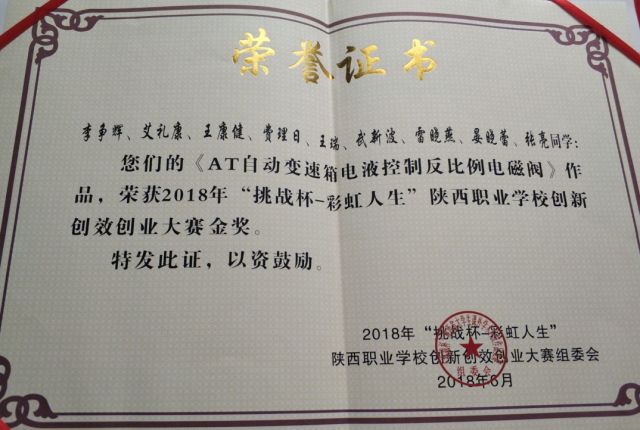 荣誉证书
李争辉、艾礼康、王康健、费理日、王瑞、武新波、雷晓燕、晏晓蕾、张亮同学：
您们的《AT自动变速箱电液控制反比例电磁阀》作
品，荣获2018年“挑战杯-彩虹人生”陕西职业学校创新
创效创业大赛金奖。
特发此证，以资鼓励。
2018年“挑战杯-彩虹人生”
陕西职业学校创新创效创业大赛组委会
组委会
2018年6月